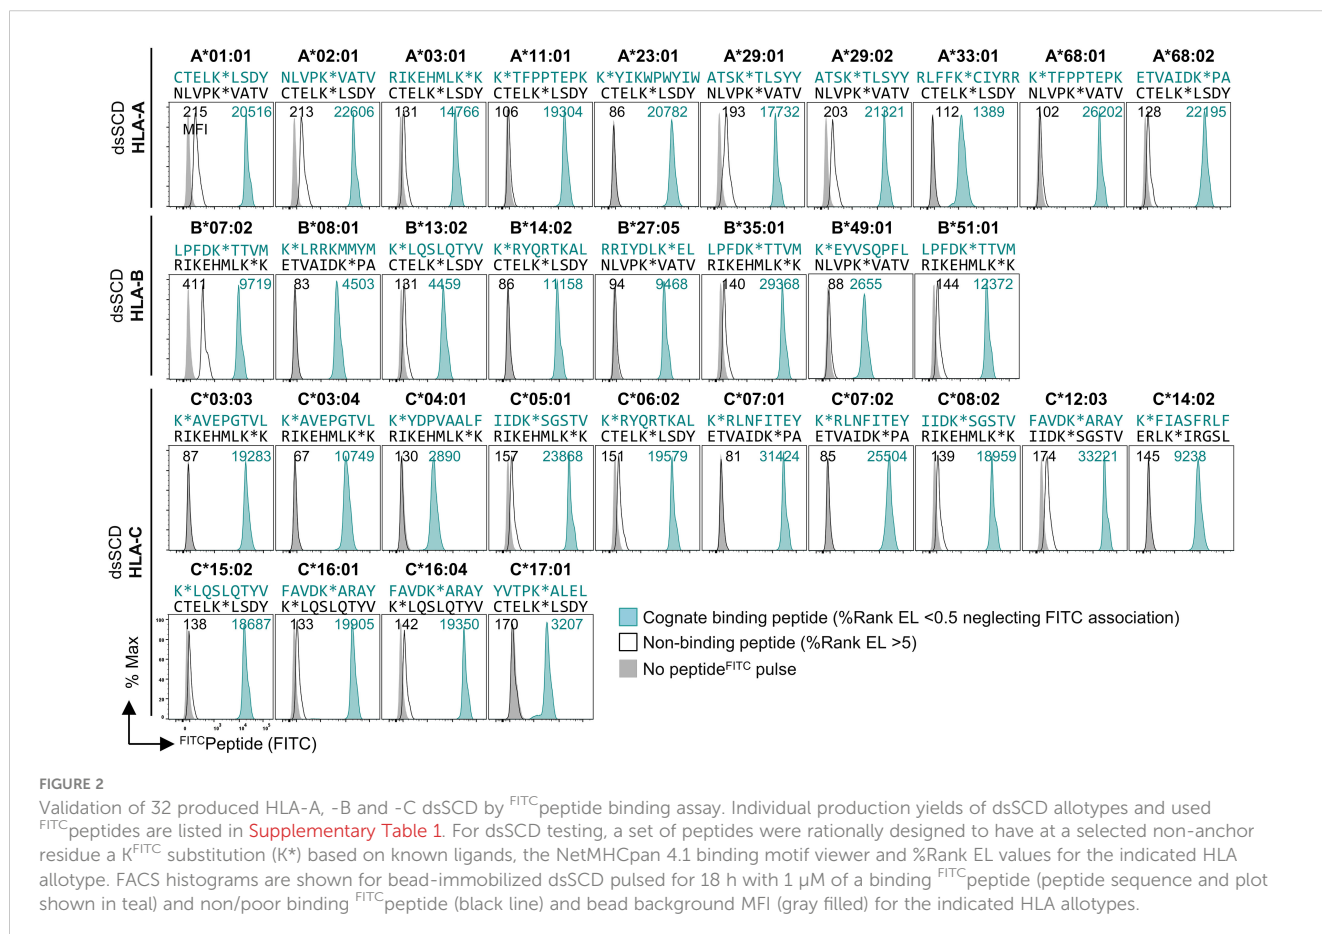 A*01:01 A*02:01 A*03:01 A*11:01 A*23:01 A*29:01 A*29:02 A*33:01 A*68:01 A*68:02
CTELK*LSDY NLVPK*VATV RIKEHMLK*K K*TFPPTEPK K*YIKWPWYIW ATSK*TLSYY ATSK*TLSYY RLFFK*CIYRR K*TFPPTEPK ETVAIDK*PA
NLVPK*VATV CTELK*LSDY CTELK*LSDY CTELK*LSDY CTELK*LSDY CTELK*LSDY CTELK*LSDY CTELK*LSDY CTELK*LSDY CTELK*LSDY
215 20516 213 22606 131 14766 106 19304 86 20782 193 17732 203 21321 112 1389 102 26202 128 22195
MFI
dsSCD
HLA-A
B*07:02 B*08:01 B*13:02 B*14:02 B*27:05 B*35:01 B*49:01 B*51:01
LPFDK*TTVM K*LRRKMMYM K*LQSLQTYV K*RYQRTKAL RRIYDLK*EL LPFDK*TTVM K*EYVSQPFL LPFDK*TTVM
RIKEHMLK*K ETVAIDK*PA CTELK*LSDY CTELK*LSDY NLVPK*VATV RIKEHMLK*K NLVPK*VATV RIKEHMLK*K
411 9719 83 4503 131 4459 86 11158 94 9468 140 29368 88 2655 144 12372
dsSCD
HLA-B
C*03:03 C*03:04 C*04:01 C*05:01 C*06:02 C*07:01 C*07:02 C*08:02 C*12:03 C*14:02
K*AVEPGTVL K*AVEPGTVL K*YDPVAALF IIDK*SGSTV K*RYQRTKAL K*RLNFITEY K*RLNFITEY IIDK*SGSTV FAVDK*ARAY K*FIASFRLF
RIKEHMLK*K RIKEHMLK*K RIKEHMLK*K RIKEHMLK*K CTELK*LSDY ETVAIDK*PA ETVAIDK*PA RIKEHMLK*K IIDK*SGSTV ERLK*IRGSL
87 19283 67 10749 130 2890 157 23868 151 19579 81 31424 85 25504 139 18959 174 33221 145 9238
dsSCD
HLA-C
C*15:02 C*16:01 C*16:04 C*17:01
K*LQSLQTYV FAVDK*ARAY FAVDK*ARAY YVTPK*ALEL
CTELK*LSDY K*LQSLQTYV K*LQSLQTYV CTELK*LSDY
138 18687 133 19905 142 19350 170 3207
% Max
100
80
60
40
20
0
0 10³ 10⁴ 10⁵
FITCPeptide (FITC)
Cognate binding peptide (%Rank EL <0.5 neglecting FITC association)
Non-binding peptide (%Rank EL >5)
No peptideFITC pulse
FIGURE 2
Validation of 32 produced HLA-A, -B and -C dsSCD by FITCpeptide binding assay. Individual production yields of dsSCD allotypes and used
FITCpeptides are listed in Supplementary Table 1. For dsSCD testing, a set of peptides were rationally designed to have at a selected non-anchor
residue a KFITC substitution (K*) based on known ligands, the NetMHCpan 4.1 binding motif viewer and %Rank EL values for the indicated HLA
allotype. FACS histograms are shown for bead-immobilized dsSCD pulsed for 18 h with 1 µM of a binding FITCpeptide (peptide sequence and plot
shown in teal) and non/poor binding FITCpeptide (black line) and bead background MFI (gray filled) for the indicated HLA allotypes.